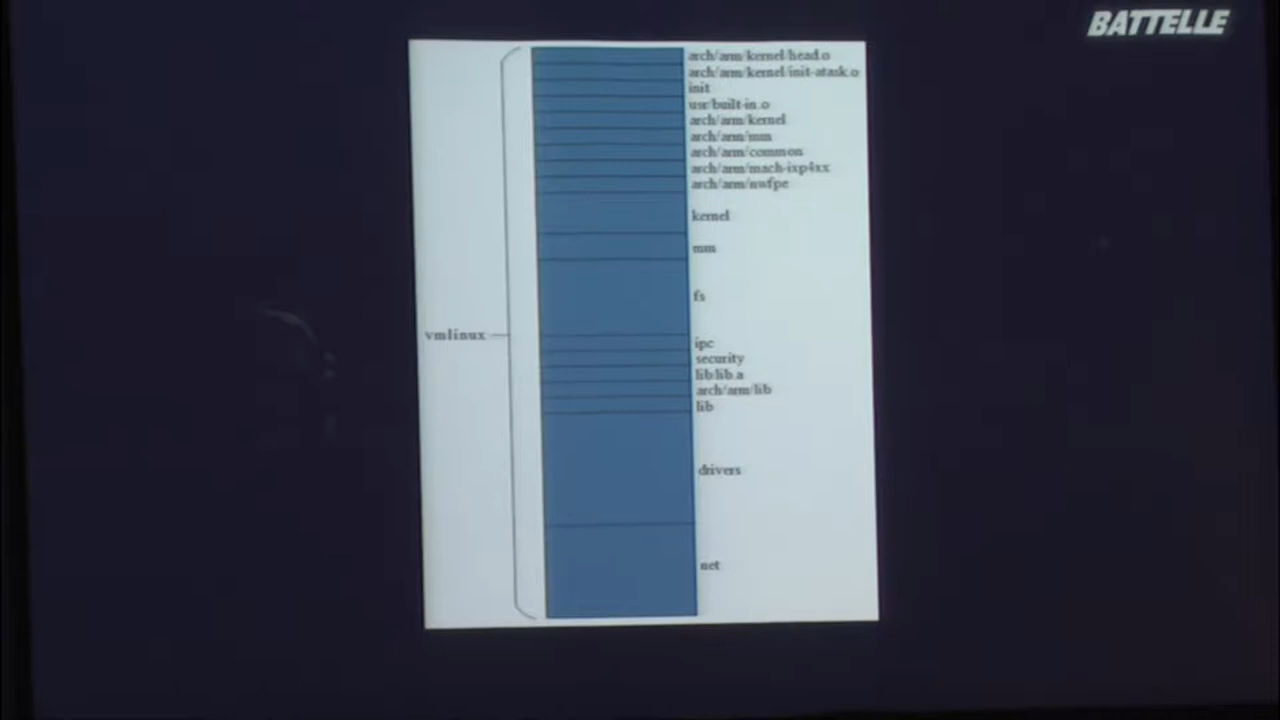 BATTELLE
arch/arm/kernel/head.o
arch/arm/kernel/init-atask.o
init
usr/built-in.o
arch/arm/kernel
arch/arm/mm
arch/arm/common
arch/arm/mach-ixp4xx
arch/arm/nwfpe
kernel
mm
fs
vmlinux
ipc
security
lib/lib.a
arch/arm/lib
lib
drivers
net